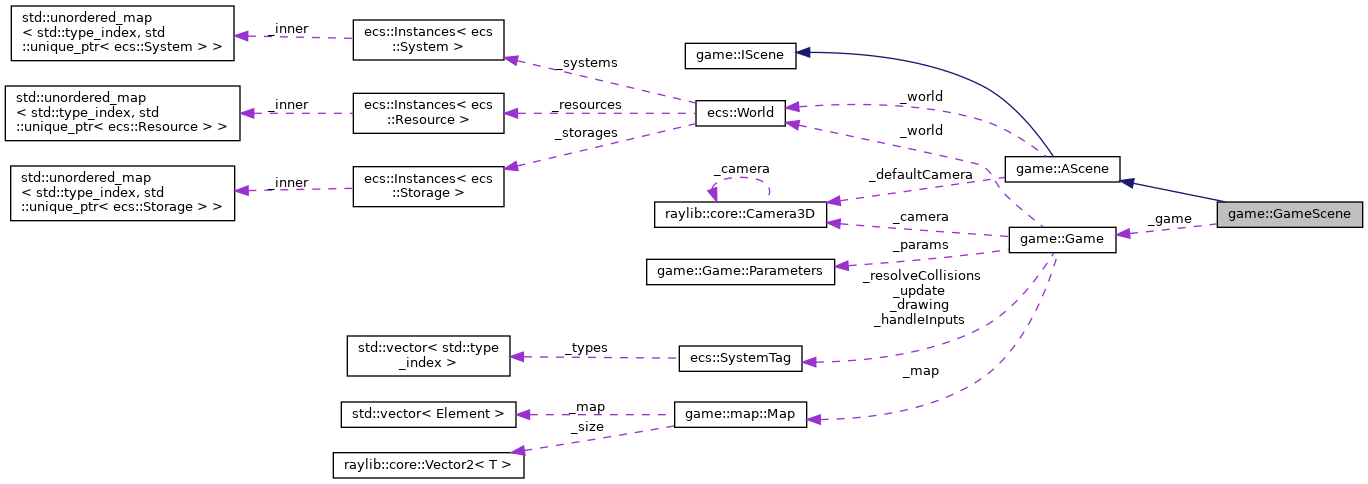 std::unordered_map
< std::type_index, std
::unique_ptr< ecs::System > >
_inner
ecs::Instances< ecs
::System >
_systems
std::unordered_map
< std::type_index, std
::unique_ptr< ecs::Resource > >
_inner
ecs::Instances< ecs
::Resource >
_resources
std::unordered_map
< std::type_index, std
::unique_ptr< ecs::Storage > >
_inner
ecs::Instances< ecs
::Storage >
_storages
game::IScene
ecs::World
_world
_world
_camera
raylib::core::Camera3D
_defaultCamera
_camera
game::AScene
game::GameScene
_game
game::Game
game::Game::Parameters
_params
_resolveCollisions
_update
_drawing
_handleInputs
std::vector< std::type
_index >
_types
ecs::SystemTag
_map
std::vector< Element >
_map
game::map::Map
_size
raylib::core::Vector2< T >